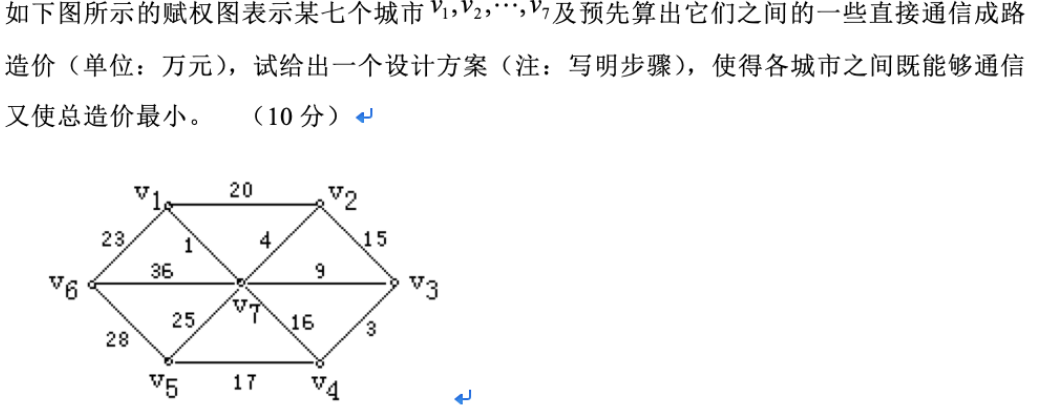 如下图所示的赋权图表示某七个城市 v₁,v₂,⋯,v₇及预先算出它们之间的一些直接通信成路
造价（单位：万元），试给出一个设计方案（注：写明步骤），使得各城市之间既能够通信
又使总造价最小。 （10 分）
v1 20 v2
23 1 4 15
v6 36 9 v3
v7
25 16 3
28
v5 17 v4